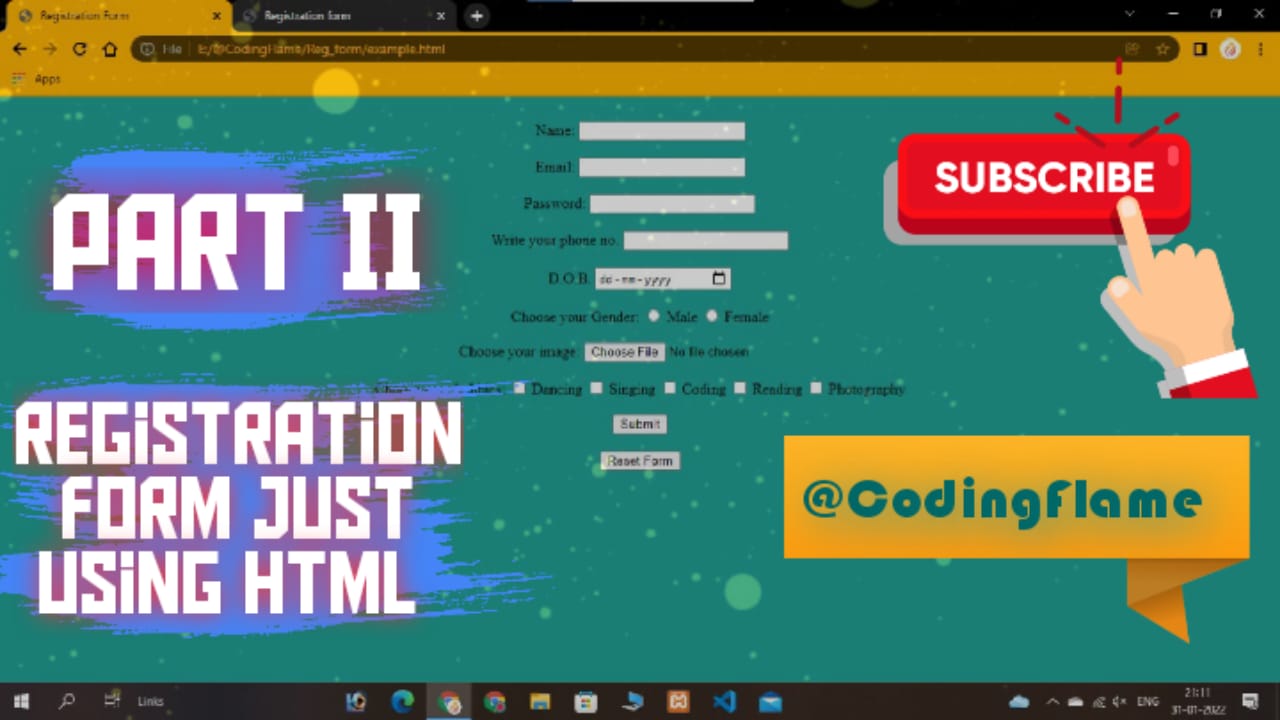 Registration Form
Registration form
File
E:/@CodingFlame/Reg_form/example.html
Apps
Name:
Email:
Password:
Write your phone no.
D.O.B.
dd-mm-yyyy
Choose your Gender: Male Female
Choose your image: Choose File No file chosen
Dancing Singing Coding Reading Photography
Submit
Reset Form
PART II
REGiSTRATiON
FORM JUST
USiNG HTML
SUBSCRIBE
@CodingFlame
Links
ENG
21:11
31-01-2022